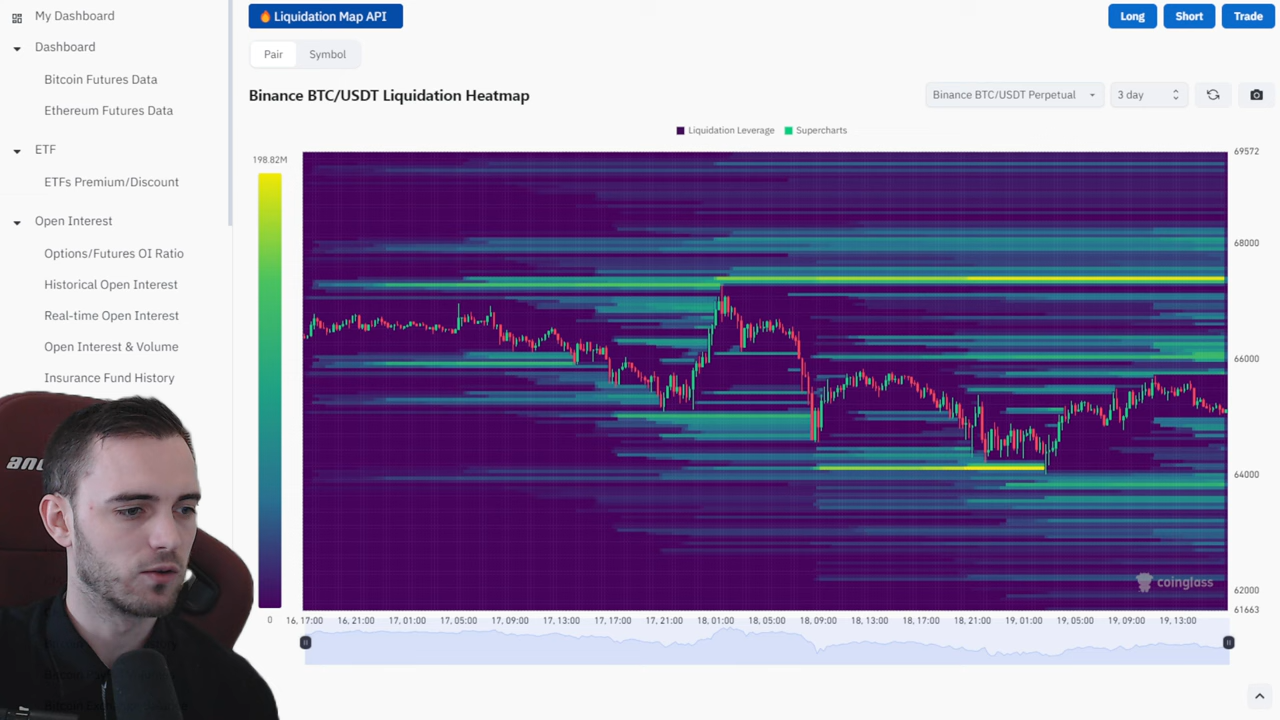 My Dashboard
Dashboard
Bitcoin Futures Data
Ethereum Futures Data
ETF
ETFs Premium/Discount
Open Interest
Options/Futures OI Ratio
Historical Open Interest
Real-time Open Interest
Open Interest & Volume
Insurance Fund History
🔥 Liquidation Map API
Long
Short
Trade
Pair
Symbol
Binance BTC/USDT Liquidation Heatmap
Binance BTC/USDT Perpetual
3 day
Liquidation Leverage
Supercharts
198.82M
0
69572
68000
66000
64000
62000
61663
coinglass
16, 17:00
16, 21:00
17, 01:00
17, 05:00
17, 09:00
17, 13:00
17, 17:00
17, 21:00
18, 01:00
18, 05:00
18, 09:00
18, 13:00
18, 17:00
18, 21:00
19, 01:00
19, 05:00
19, 09:00
19, 13:00